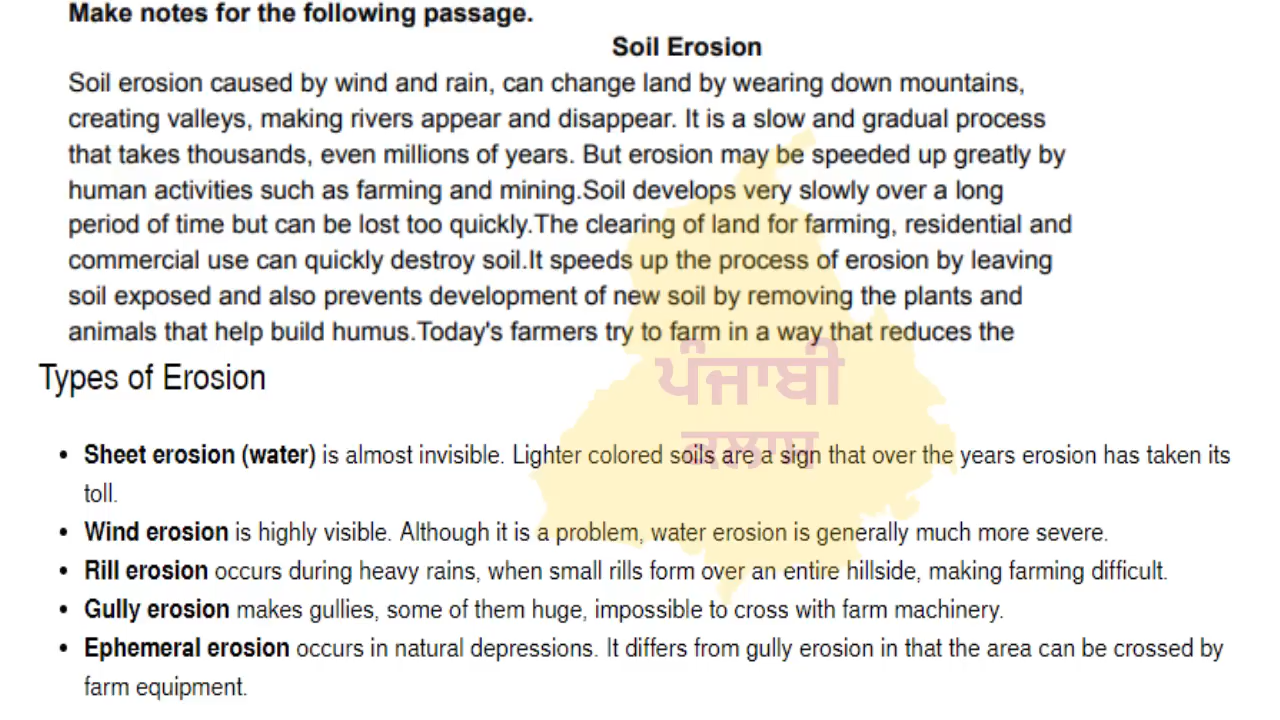 Make notes for the following passage.
Soil Erosion
Soil erosion caused by wind and rain, can change land by wearing down mountains,
creating valleys, making rivers appear and disappear. It is a slow and gradual process
that takes thousands, even millions of years. But erosion may be speeded up greatly by
human activities such as farming and mining.Soil develops very slowly over a long
period of time but can be lost too quickly.The clearing of land for farming, residential and
commercial use can quickly destroy soil.It speeds up the process of erosion by leaving
soil exposed and also prevents development of new soil by removing the plants and
animals that help build humus.Today's farmers try to farm in a way that reduces the
ਪੰਜਾਬੀ
ਕਲਾਸ
Types of Erosion
• Sheet erosion (water) is almost invisible. Lighter colored soils are a sign that over the years erosion has taken its
toll.
• Wind erosion is highly visible. Although it is a problem, water erosion is generally much more severe.
• Rill erosion occurs during heavy rains, when small rills form over an entire hillside, making farming difficult.
• Gully erosion makes gullies, some of them huge, impossible to cross with farm machinery.
• Ephemeral erosion occurs in natural depressions. It differs from gully erosion in that the area can be crossed by
farm equipment.